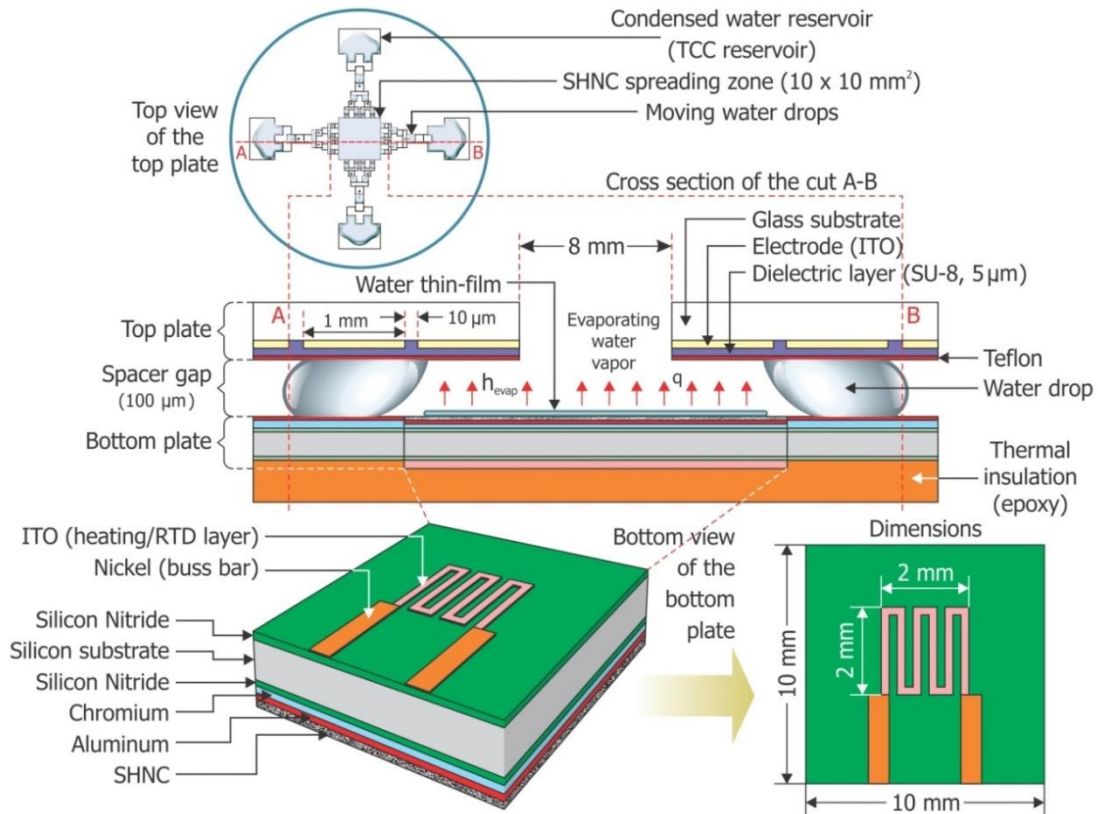 Condensed water reservoir
(TCC reservoir)
SHNC spreading zone (10 x 10 mm²)
Moving water drops
Top view
of the
top plate
A
B
Cross section of the cut A-B
Glass substrate
Electrode (ITO)
Dielectric layer (SU-8, 5 µm)
8 mm
Water thin-film
A
B
1 mm
10 µm
Top plate
Evaporating
water
vapor
Teflon
Spacer gap
(100 µm)
h evap
q
Water drop
Bottom plate
Thermal
insulation
(epoxy)
ITO (heating/RTD layer)
Nickel (buss bar)
Silicon Nitride
Silicon substrate
Silicon Nitride
Chromium
Aluminum
SHNC
Bottom view
of the
bottom
plate
Dimensions
2 mm
2 mm
10 mm
10 mm